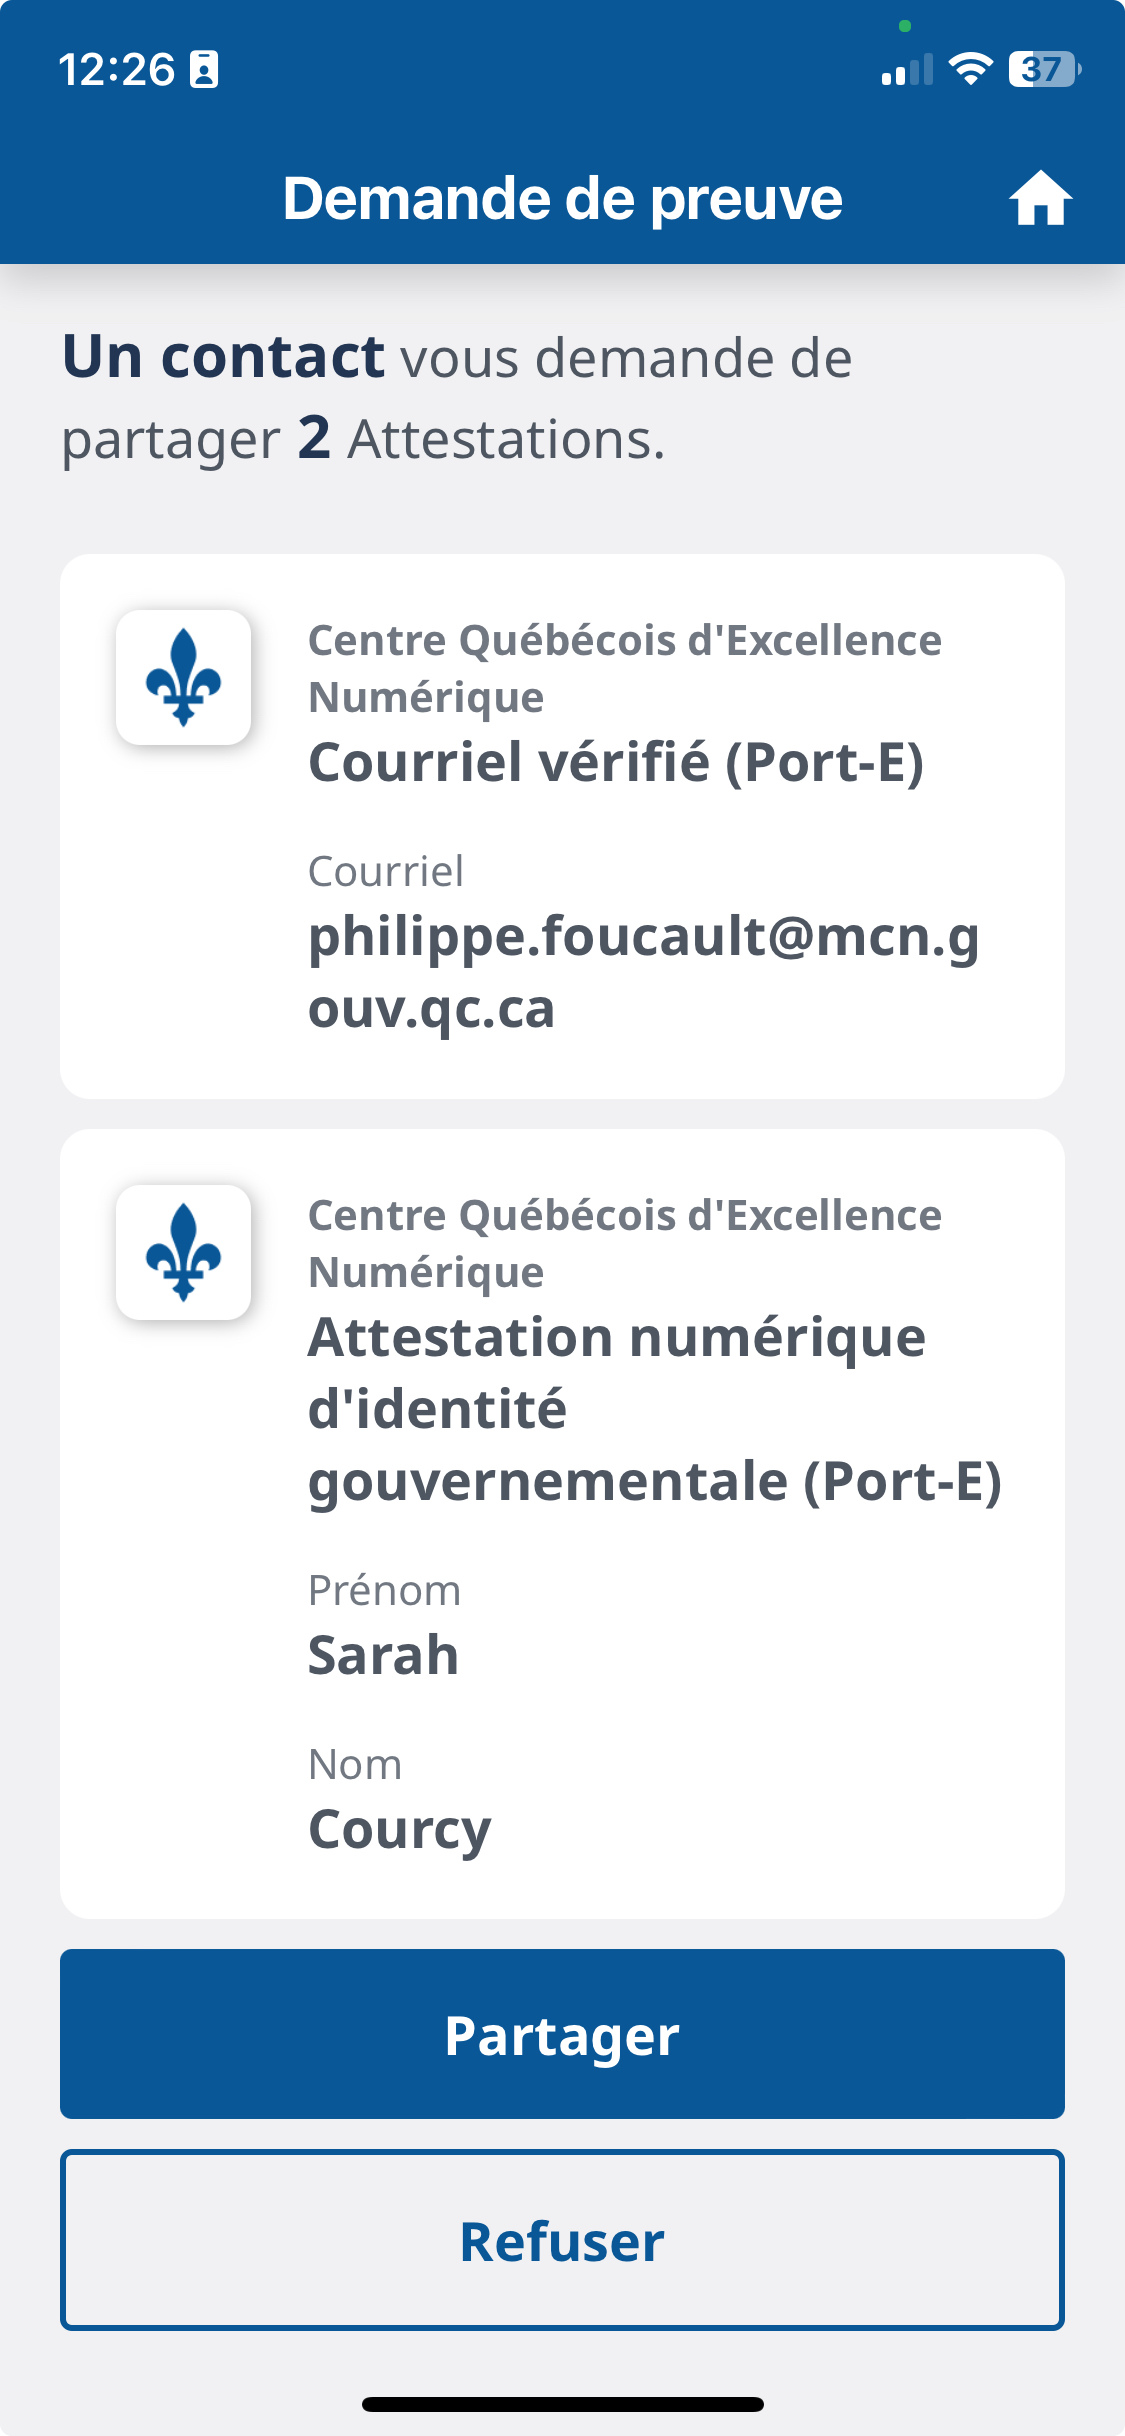 12:26
37
Demande de preuve
Un contact vous demande de
partager 2 Attestations.
Centre Québécois d'Excellence
Numérique
Courriel vérifié (Port-E)
Courriel
philippe.foucault@mcn.g
ouv.qc.ca
Centre Québécois d'Excellence
Numérique
Attestation numérique
d'identité
gouvernementale (Port-E)
Prénom
Sarah
Nom
Courcy
Partager
Refuser